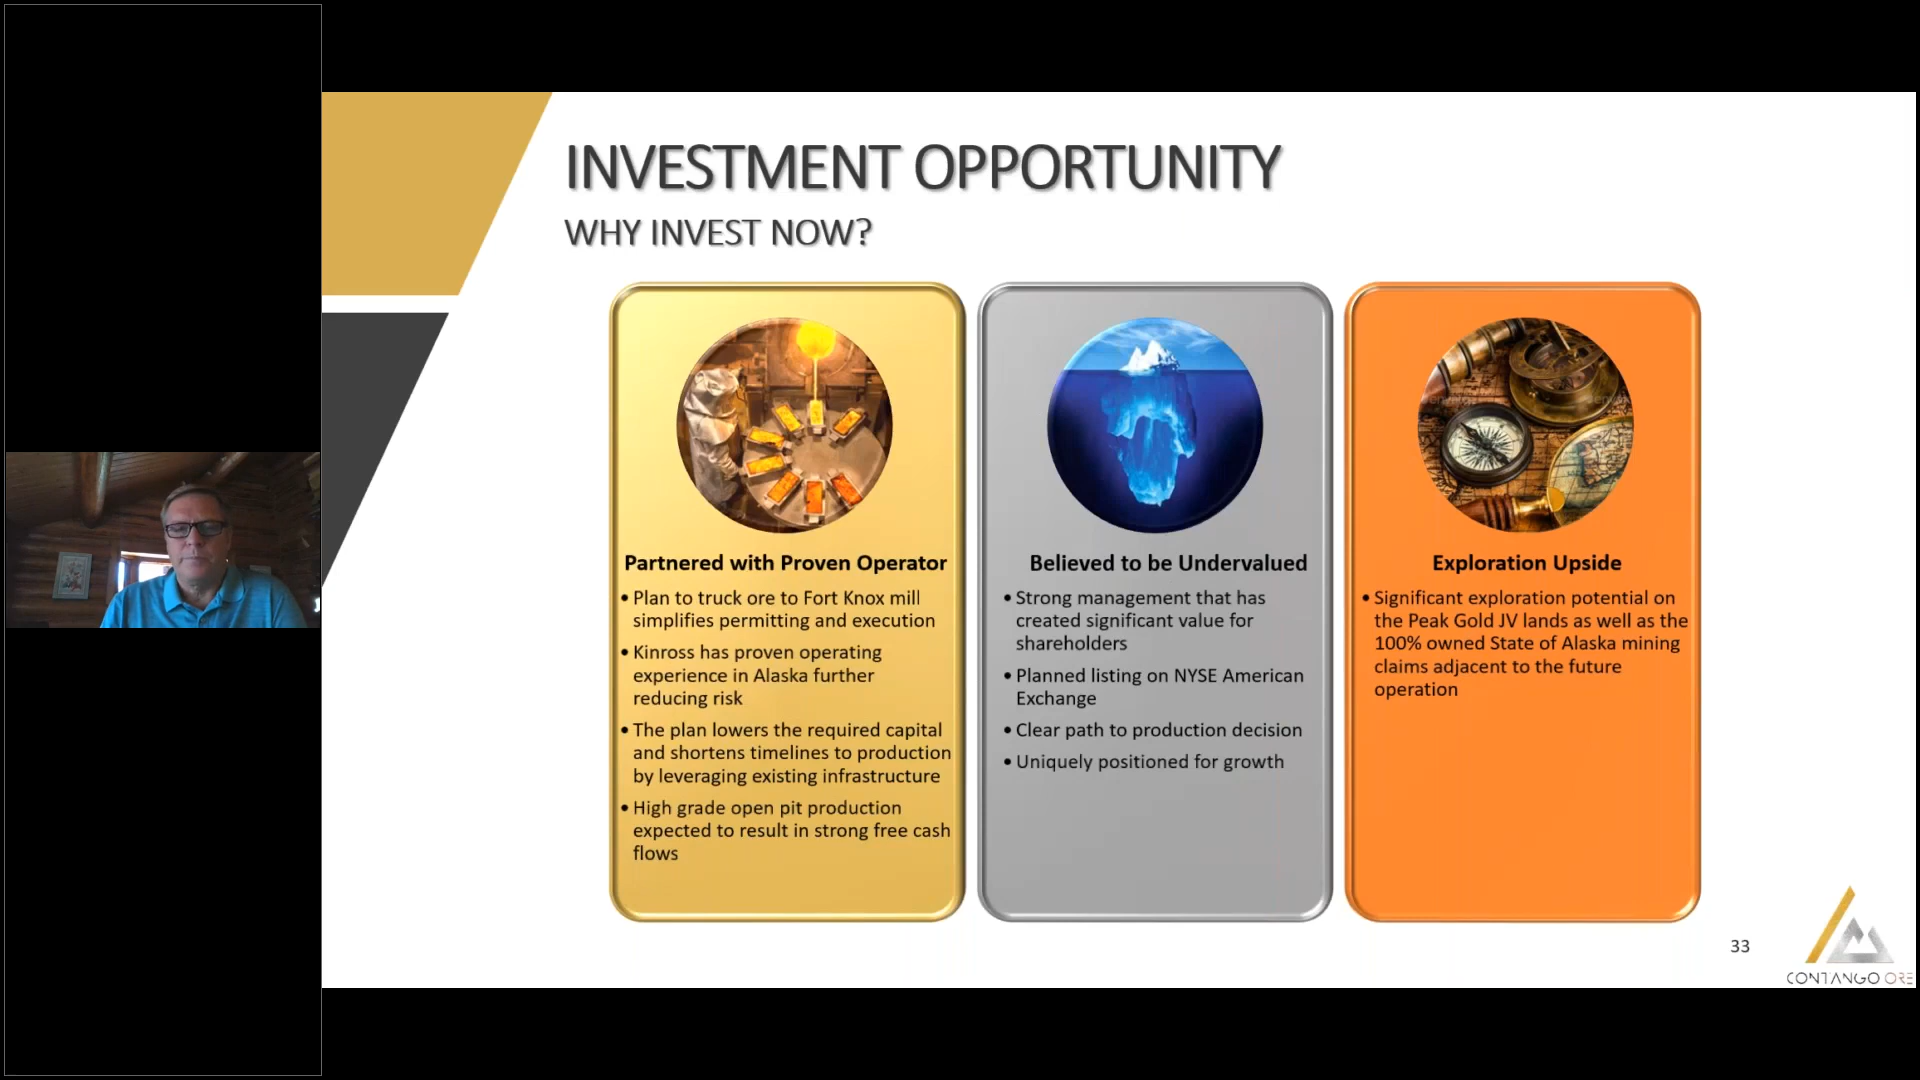 INVESTMENT OPPORTUNITY
WHY INVEST NOW?
Partnered with Proven Operator
• Plan to truck ore to Fort Knox mill
simplifies permitting and execution
• Kinross has proven operating
experience in Alaska further
reducing risk
• The plan lowers the required capital
and shortens timelines to production
by leveraging existing infrastructure
• High grade open pit production
expected to result in strong free cash
flows
Believed to be Undervalued
• Strong management that has
created significant value for
shareholders
• Planned listing on NYSE American
Exchange
• Clear path to production decision
• Uniquely positioned for growth
Exploration Upside
• Significant exploration potential on
the Peak Gold JV lands as well as the
100% owned State of Alaska mining
claims adjacent to the future
operation
33
CONTANGO ORE